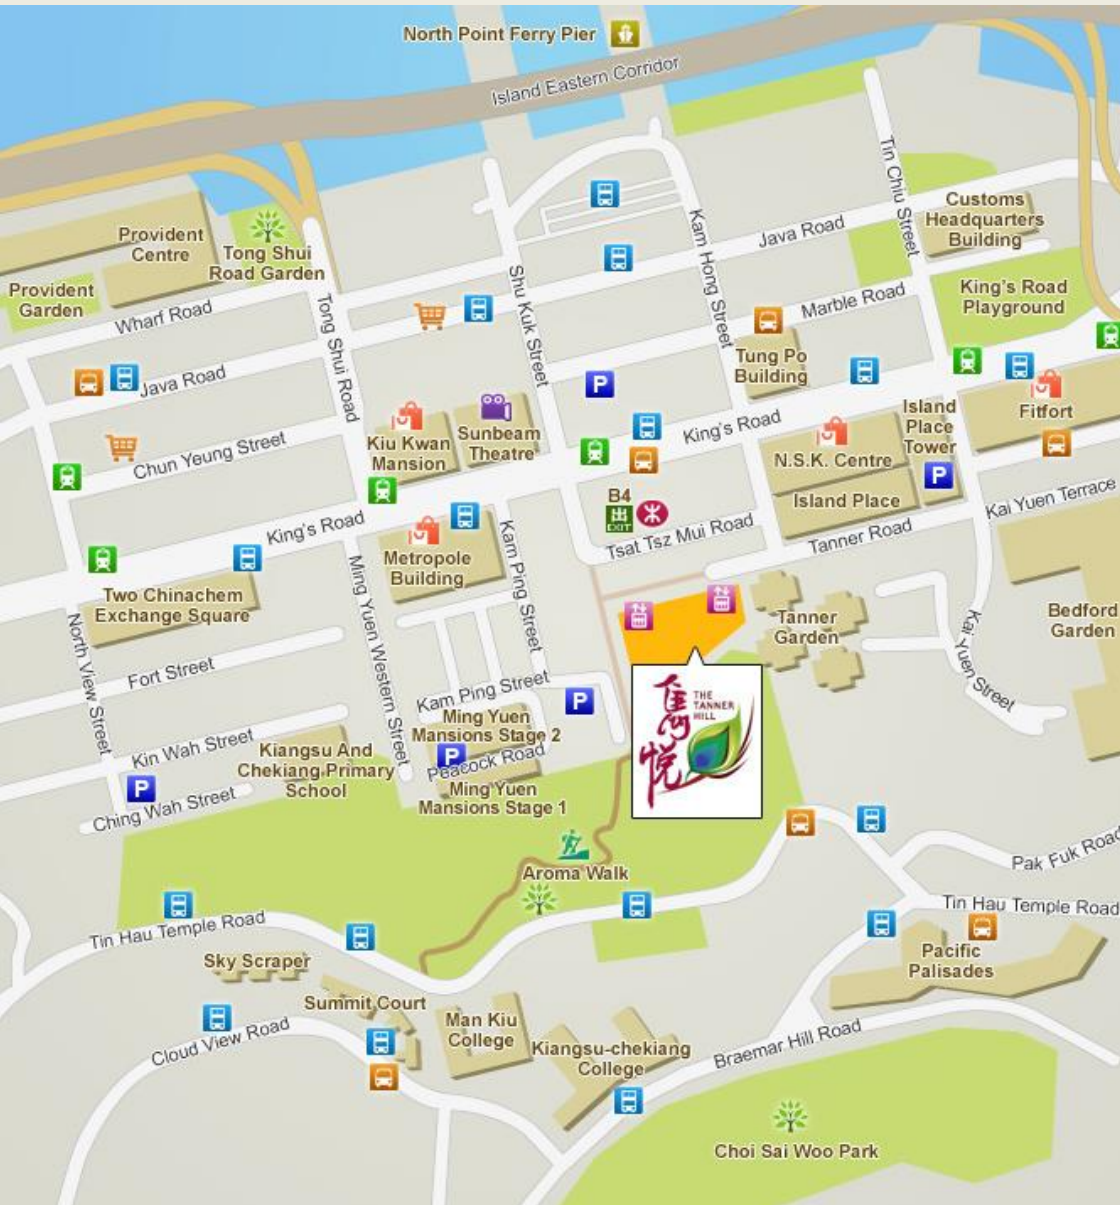 North Point Ferry Pier
Island Eastern Corridor
Tin Chiu Street
Customs
Headquarters
Building
Provident
Centre
Tong Shui
Road Garden
Kam Hong Street
Java Road
Provident
Garden
Wharf Road
Shu Kuk Street
Marble Road
King's Road
Playground
Tong Shui Road
Tung Po
Building
Java Road
P
Island
Place
Tower
Fitfort
Kiu Kwan
Mansion
Sunbeam
Theatre
King's Road
Chun Yeung Street
N.S.K. Centre
P
Island Place
Kai Yuen Terrace
B4
出
EXIT
King's Road
Tsat Tsz Mui Road
Tanner Road
Metropole
Building
Kam Ping Street
Two Chinachem
Exchange Square
Ming Yuen Western Street
Tanner
Garden
Bedford
Garden
North View Street
Kai Yuen Street
Fort Street
Kam Ping Street
P
THE
TANNER
HILL
雋悅
Ming Yuen
Mansions Stage 2
Kin Wah Street
Kiangsu And
Chekiang Primary
School
P
Peacock Road
Ming Yuen
Mansions Stage 1
P
Ching Wah Street
Aroma Walk
Pak Fuk Road
Tin Hau Temple Road
Tin Hau Temple Road
Sky Scraper
Pacific
Palisades
Summit Court
Man Kiu
College
Cloud View Road
Kiangsu-chekiang
College
Braemar Hill Road
Choi Sai Woo Park